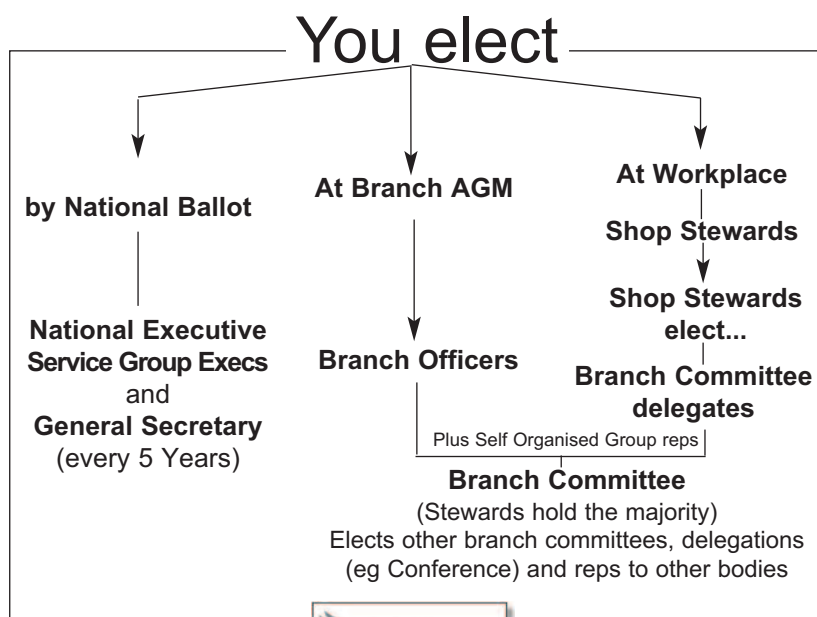 You elect
by National Ballot
National Executive
Service Group Execs
and
General Secretary
(every 5 Years)
At Branch AGM
Branch Officers
At Workplace
Shop Stewards
Shop Stewards
elect...
Branch Committee
delegates
Plus Self Organised Group reps
Branch Committee
(Stewards hold the majority)
Elects other branch committees, delegations
(eg Conference) and reps to other bodies